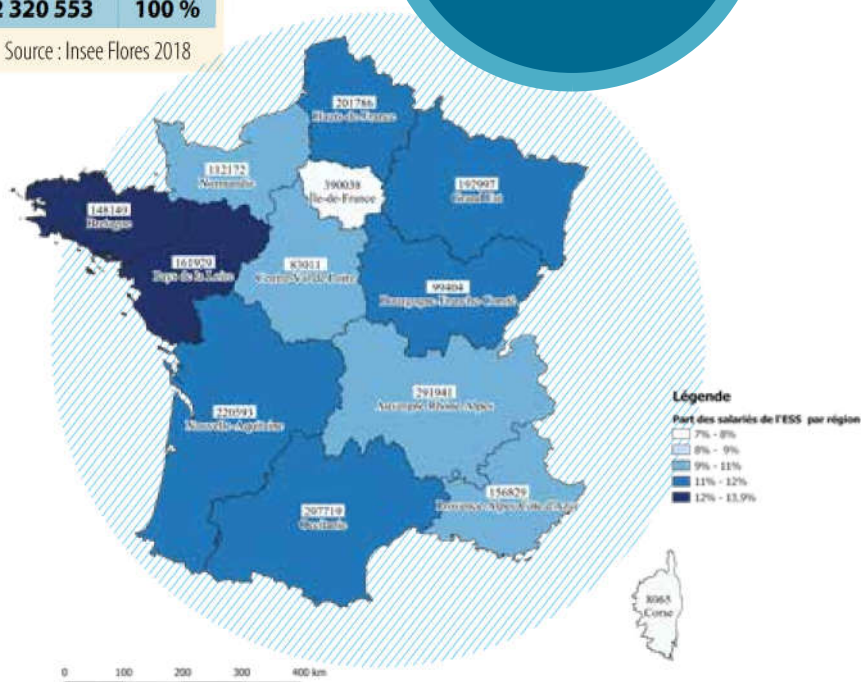 2 320 553 100 %
Source : Insee Flores 2018
201786
Hauts-de-France
112172
Normandie
390038
Ile-de-France
192997
Grand Est
148149
Bretagne
161929
Pays de la Loire
83011
Centre-Val de Loire
99404
Bourgogne-Franche-Comté
291941
Auvergne-Rhône-Alpes
220593
Nouvelle-Aquitaine
297719
Occitanie
156829
Provence-Alpes-Côte d'Azur
8065
Corse
Légende
Part des salariés de l'ESS par région
7% - 8%
8% - 9%
9% - 11%
11% - 12%
12% - 13,9%
0 100 200 300 400 km